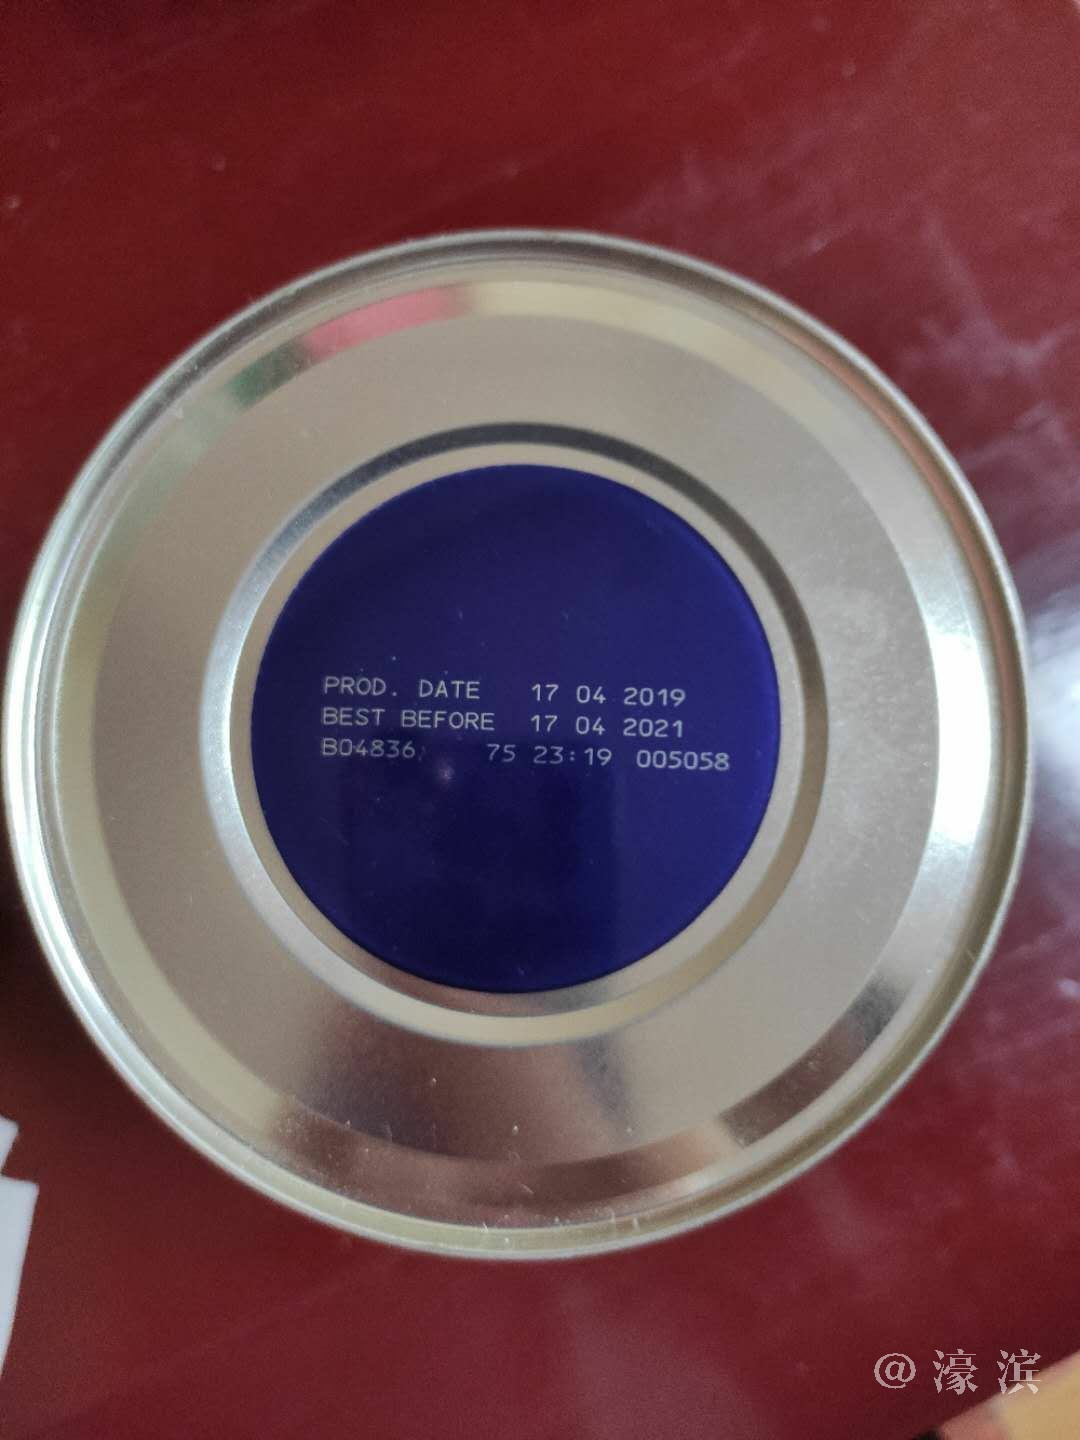 PROD. DATE 17 04 2019
BEST BEFORE 17 04 2021
B04836 75 23:19 005058
@濠滨